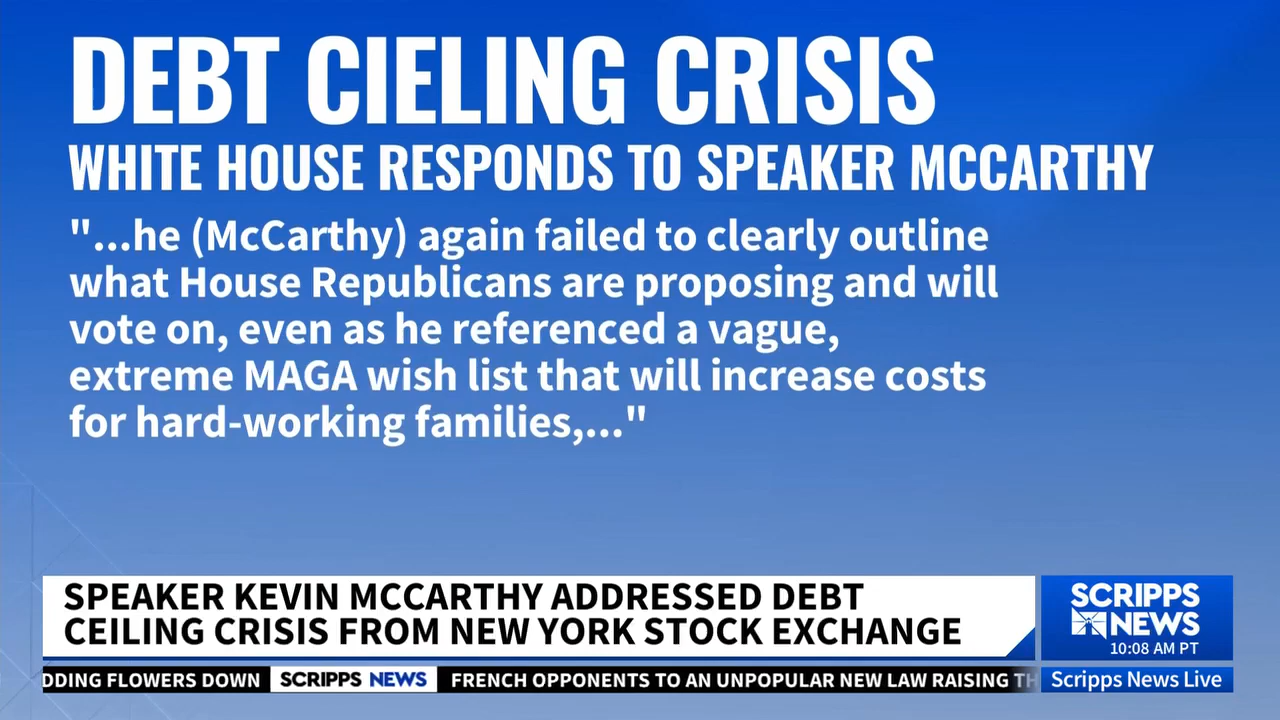 DEBT CIELING CRISIS
WHITE HOUSE RESPONDS TO SPEAKER MCCARTHY
"...he (McCarthy) again failed to clearly outline
what House Republicans are proposing and will
vote on, even as he referenced a vague,
extreme MAGA wish list that will increase costs
for hard-working families,..."
SPEAKER KEVIN MCCARTHY ADDRESSED DEBT
CEILING CRISIS FROM NEW YORK STOCK EXCHANGE
SCRIPPS
NEWS
10:08 AM PT
DDING FLOWERS DOWN SCRIPPS NEWS FRENCH OPPONENTS TO AN UNPOPULAR NEW LAW RAISING TH
Scripps News Live